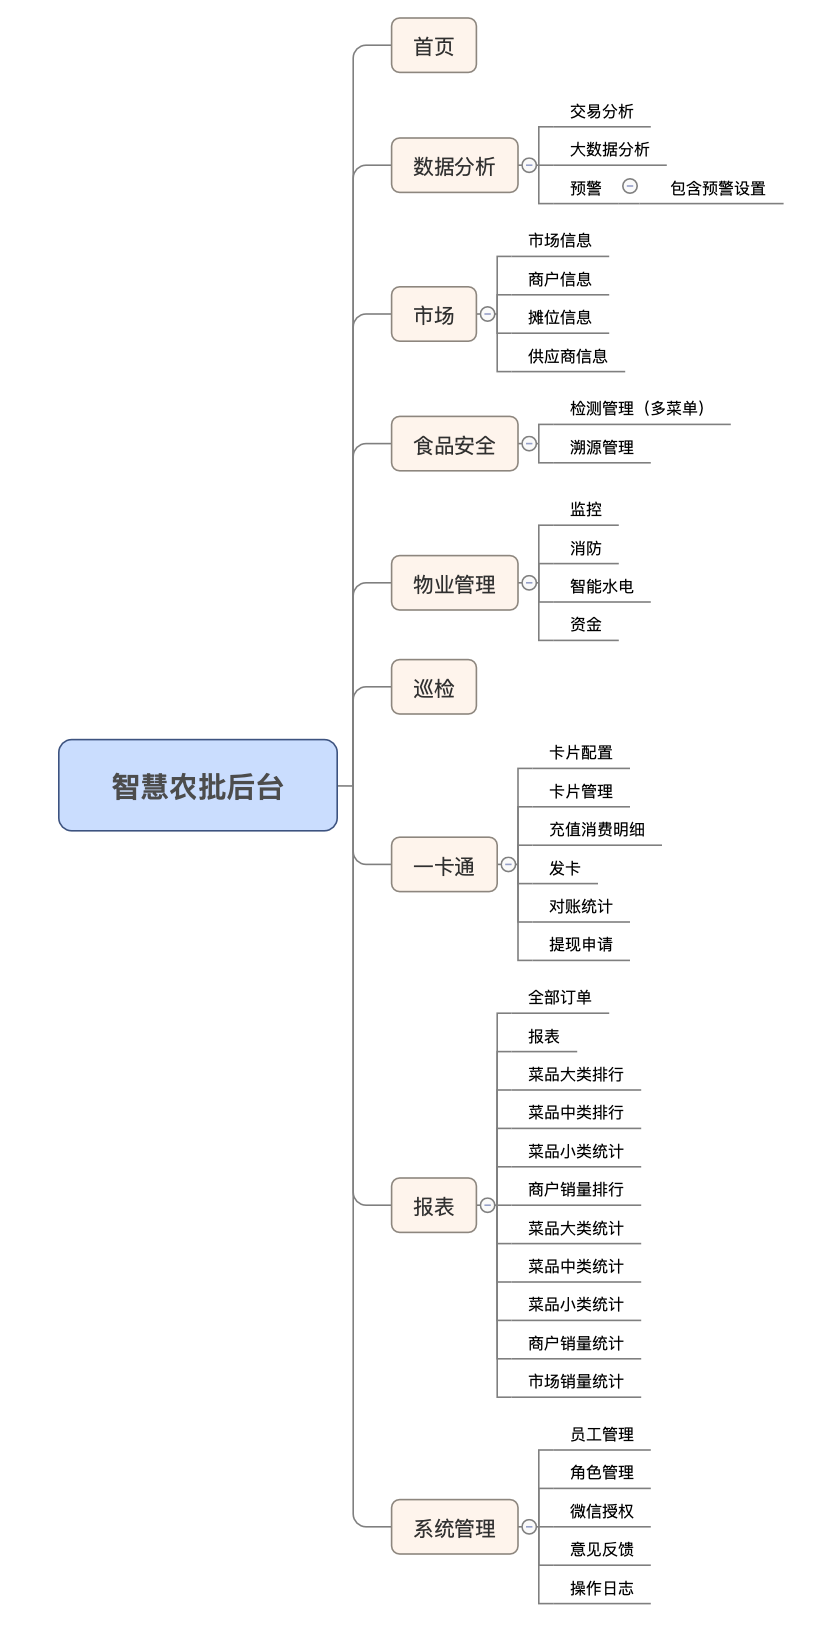 首页
数据分析
交易分析
大数据分析
预警
包含预警设置
市场
市场信息
商户信息
摊位信息
供应商信息
食品安全
检测管理（多菜单）
溯源管理
物业管理
监控
消防
智能水电
资金
巡检
智慧农批后台
一卡通
卡片配置
卡片管理
充值消费明细
发卡
对账统计
提现申请
报表
全部订单
报表
菜品大类排行
菜品中类排行
菜品小类统计
商户销量排行
菜品大类统计
菜品中类统计
菜品小类统计
商户销量统计
市场销量统计
系统管理
员工管理
角色管理
微信授权
意见反馈
操作日志